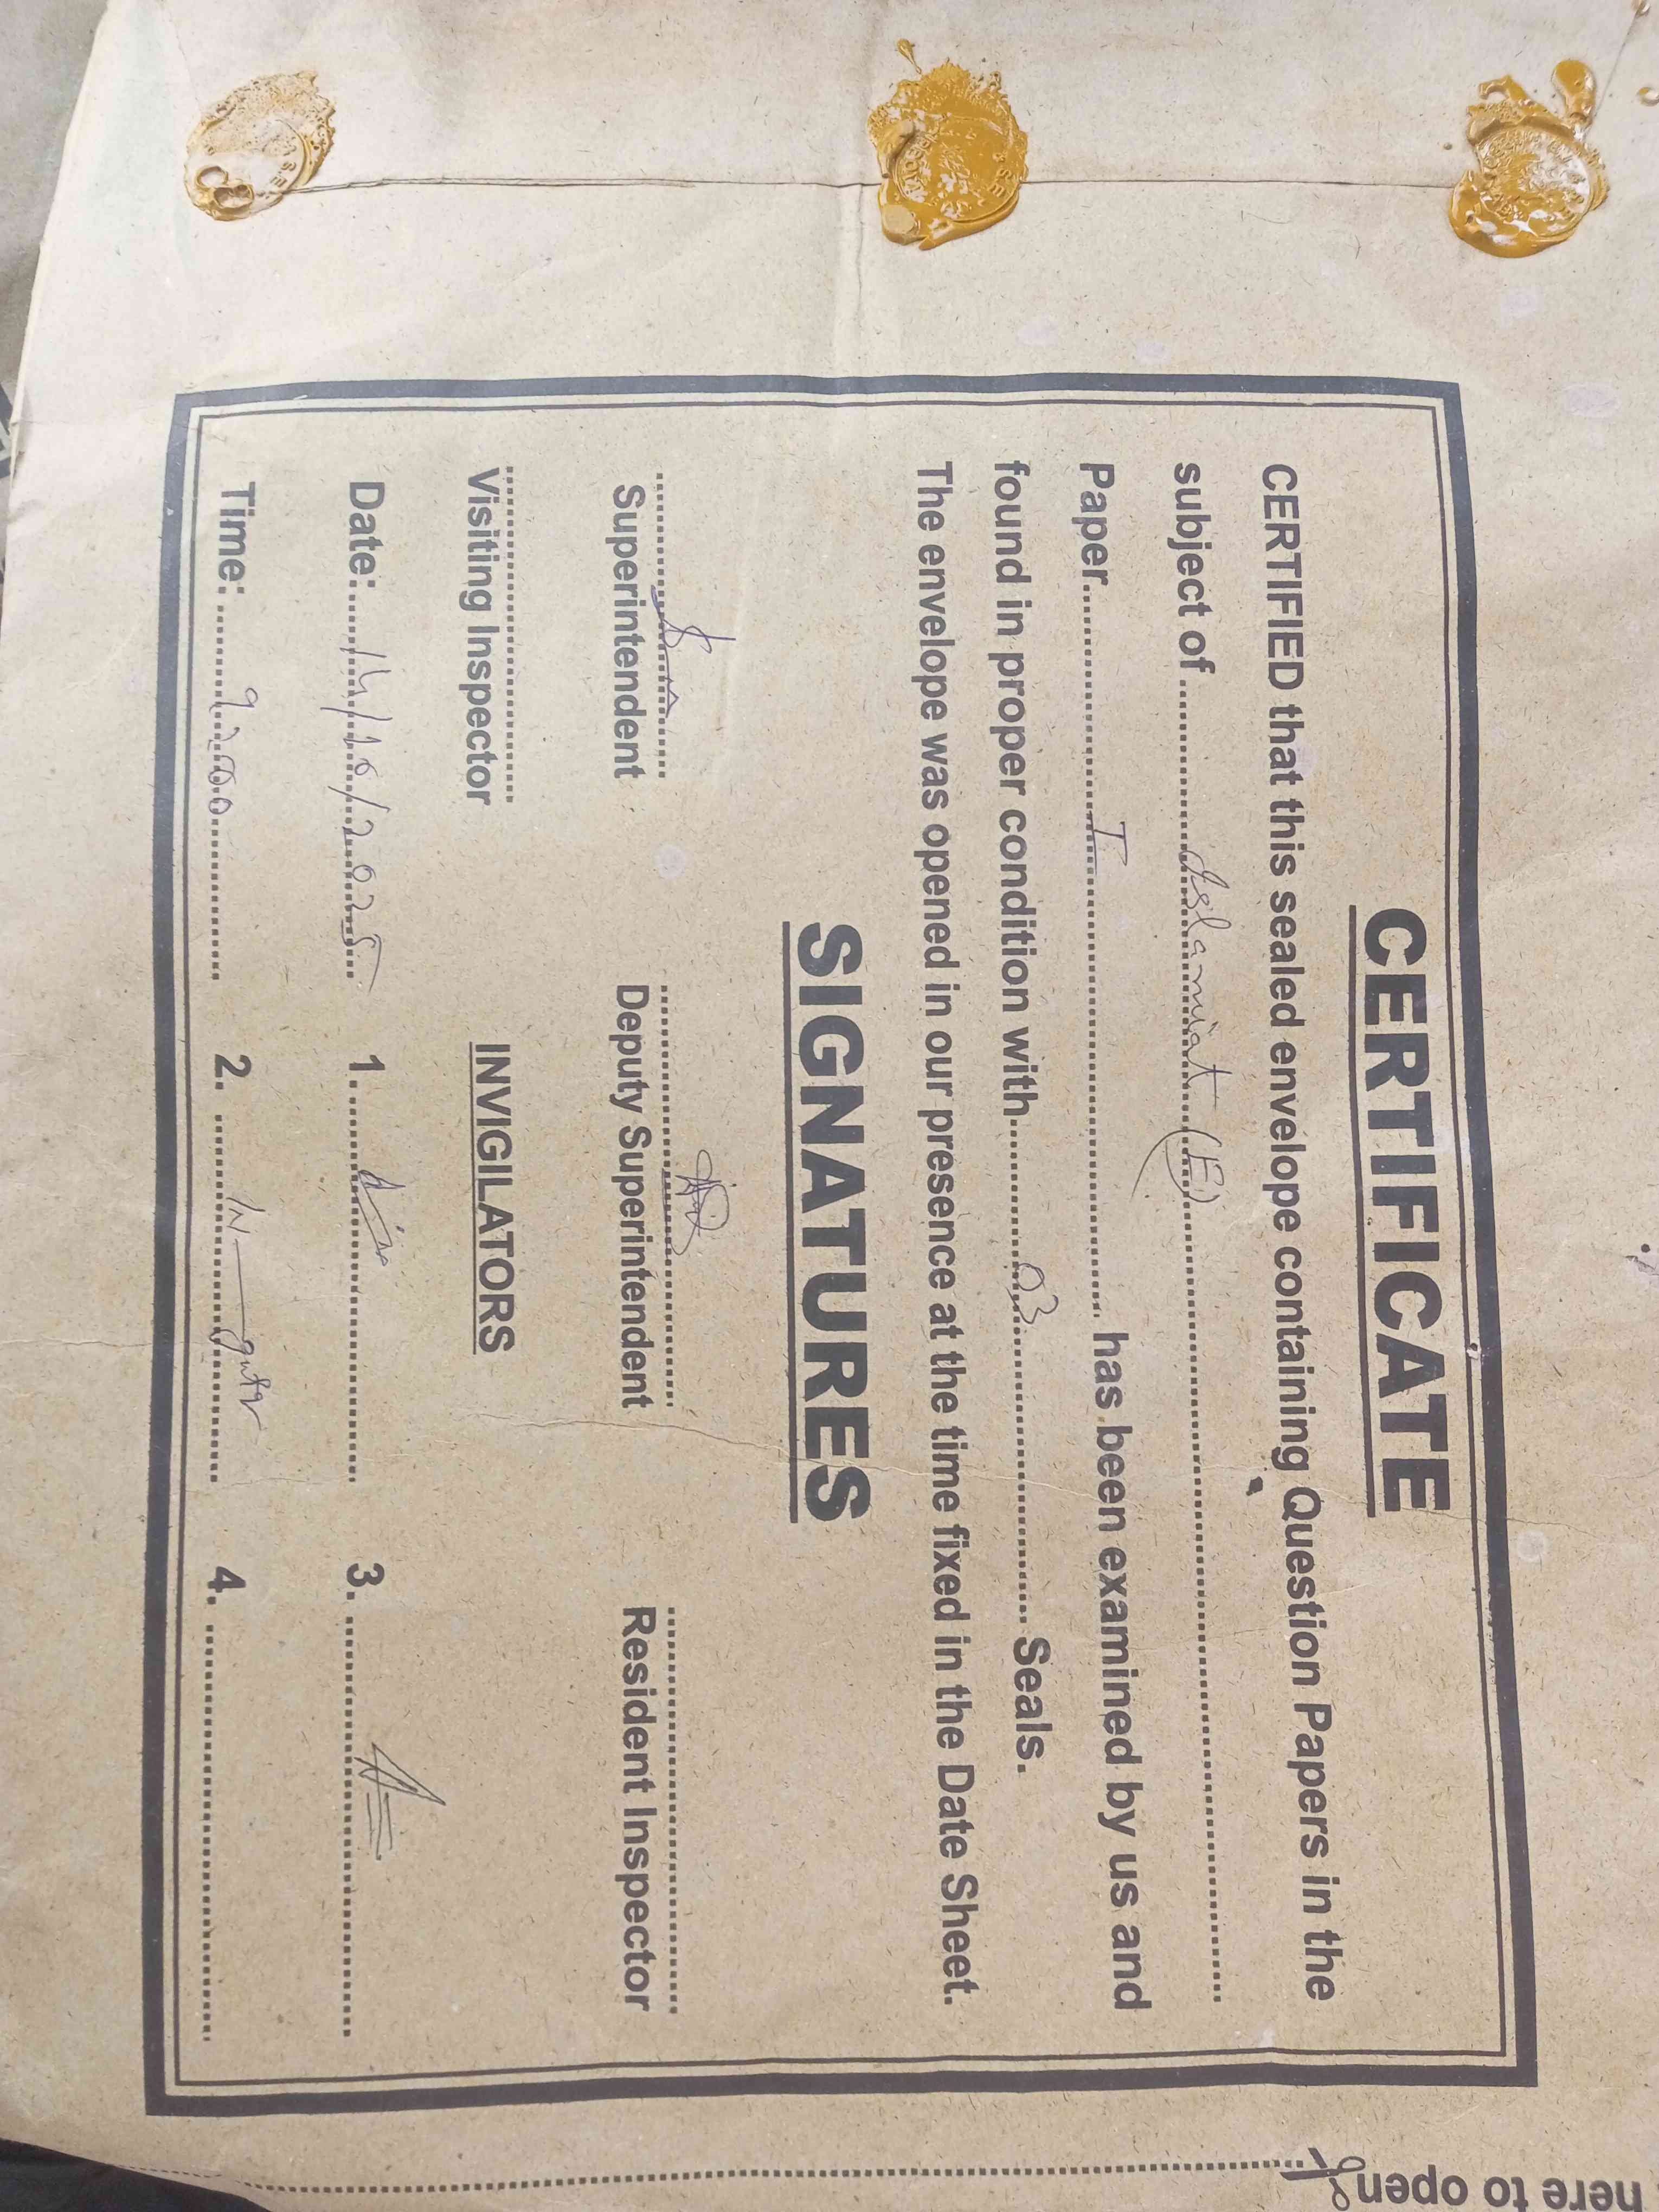 CERTIFICATE
CERTIFIED that this sealed envelope containing Question Papers in the
subject of ........ Islamiat (E) ........
Paper ........ I ........ has been examined by us and
found in proper condition with ........ 03 ........ Seals.
The envelope was opened in our presence at the time fixed in the Date Sheet.
SIGNATURES
Superintendent Deputy Superintendent Resident Inspector
Visiting Inspector INVIGILATORS
Date: 14/10/2025 1. 3.
Time: 9:00 2. 4.
here to open